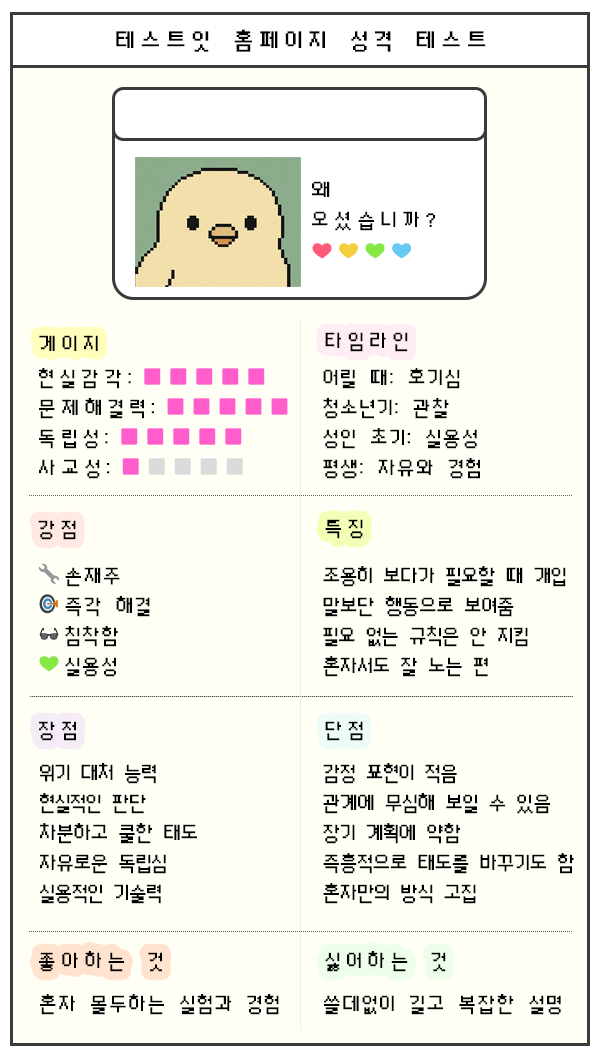 테스트잇 홈페이지 성격 테스트
왜
오셨습니까?
게이지
현실감각:
문제해결력:
독립성:
사교성:
타임라인
어릴 때: 호기심
청소년기: 관찰
성인 초기: 실용성
평생: 자유와 경험
강점
손재주
즉각 해결
침착함
실용성
특징
조용히 보다가 필요할 때 개입
말보단 행동으로 보여줌
필요 없는 규칙은 안 지킴
혼자서도 잘 노는 편
장점
위기 대처 능력
현실적인 판단
차분하고 쿨한 태도
자유로운 독립심
실용적인 기술력
단점
감정 표현이 적음
관계에 무심해 보일 수 있음
장기 계획에 약함
즉흥적으로 태도를 바꾸기도 함
혼자만의 방식 고집
좋아하는 것
혼자 몰두하는 실험과 경험
싫어하는 것
쓸데없이 길고 복잡한 설명